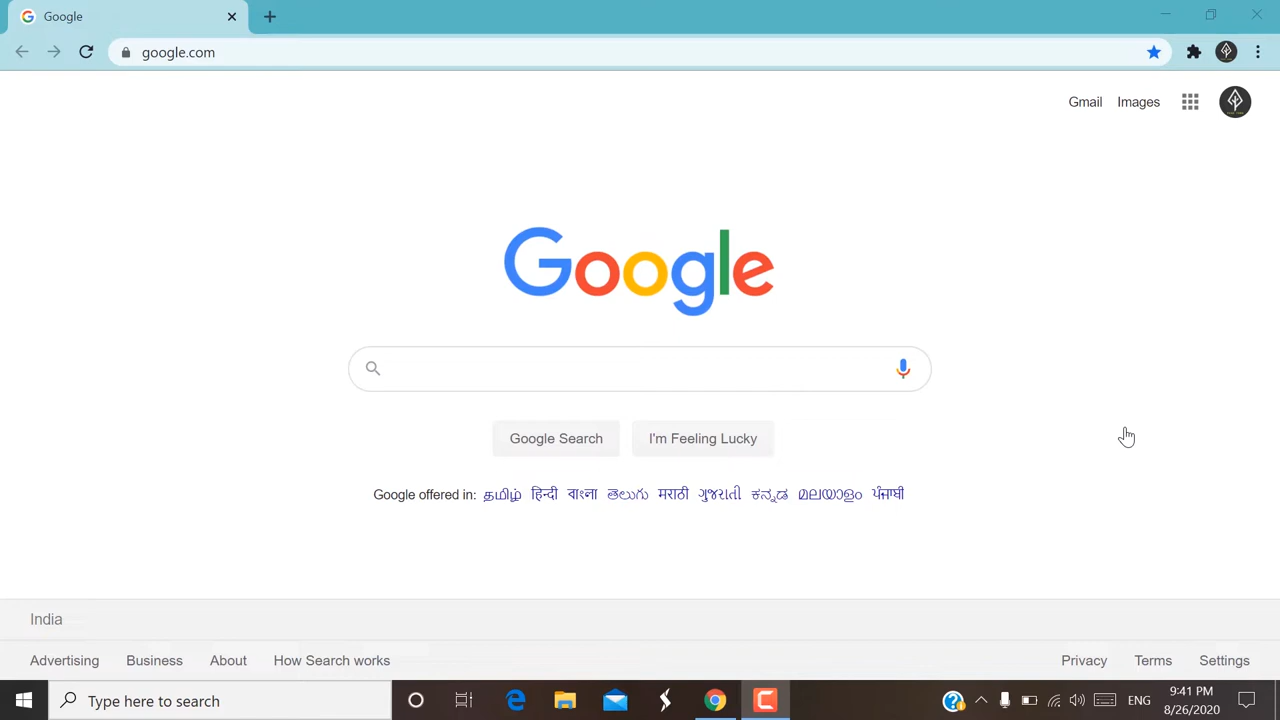 Google
google.com
Gmail Images
Google
Google Search I'm Feeling Lucky
Google offered in: தமிழ் हिन्दी বাংলা తెలుగు मराठी ગુજરાતી ಕನ್ನಡ മലയാളം ਪੰਜਾਬੀ
India
Advertising Business About How Search works Privacy Terms Settings
Type here to search ENG 9:41 PM
8/26/2020